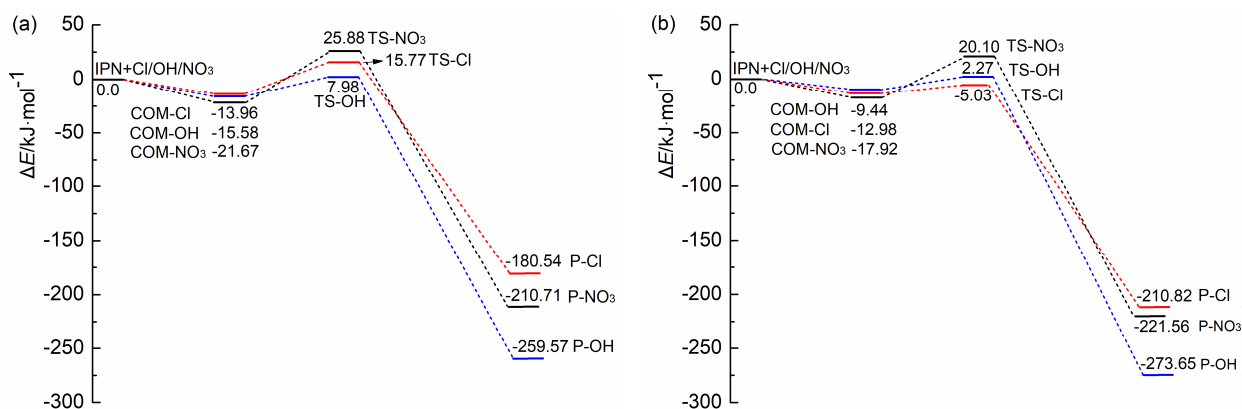 (a)
ΔE/kJ·mol⁻¹
50
0
-50
-100
-150
-200
-250
-300
IPN+Cl/OH/NO₃
0.0
COM-Cl -13.96
COM-OH -15.58
COM-NO₃ -21.67
25.88 TS-NO₃
15.77 TS-Cl
7.98
TS-OH
-180.54 P-Cl
-210.71 P-NO₃
-259.57 P-OH
(b)
ΔE/kJ·mol⁻¹
50
0
-50
-100
-150
-200
-250
-300
IPN+Cl/OH/NO₃
0.0
COM-OH -9.44
COM-Cl -12.98
COM-NO₃ -17.92
20.10 TS-NO₃
2.27 TS-OH
-5.03 TS-Cl
-210.82 P-Cl
-221.56 P-NO₃
-273.65 P-OH